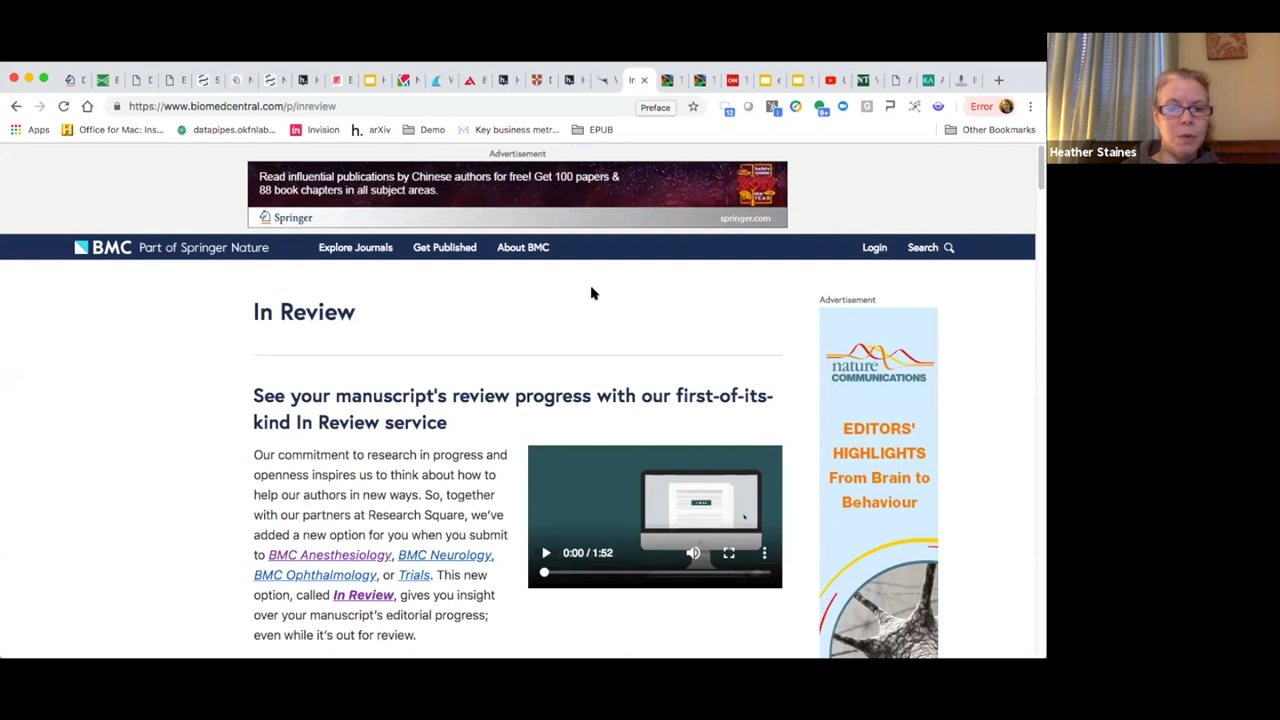 https://www.biomedcentral.com/p/inreview
Preface
12
1
9+
Error
Apps
Office for Mac: Ins...
datapipes.okfnlab...
Invision
arXiv
Demo
Key business metr...
EPUB
Other Bookmarks
Heather Staines
Advertisement
Read influential publications by Chinese authors for free! Get 100 papers &
88 book chapters in all subject areas.
Springer
springer.com
BMC Part of Springer Nature
Explore Journals
Get Published
About BMC
Login
Search
In Review
See your manuscript's review progress with our first-of-its-
kind In Review service
Our commitment to research in progress and
openness inspires us to think about how to
help our authors in new ways. So, together
with our partners at Research Square, we've
added a new option for you when you submit
to BMC Anesthesiology, BMC Neurology,
BMC Ophthalmology, or Trials. This new
option, called In Review, gives you insight
over your manuscript's editorial progress;
even while it's out for review.
0:00 / 1:52
Advertisement
nature
COMMUNICATIONS
EDITORS'
HIGHLIGHTS
From Brain to
Behaviour